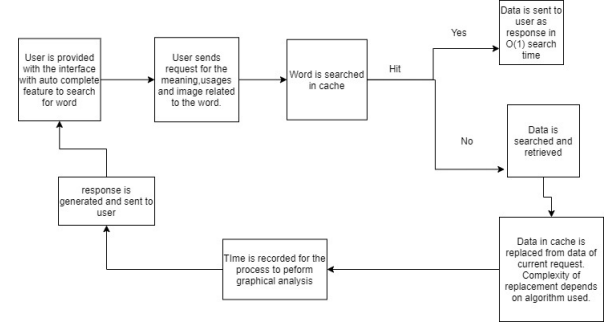 User is provided
with the interface
with auto complete
feature to search
for word
User sends
request for the
meaning,usages
and image related
to the word.
Word is searched
in cache
Hit
Yes
Data is sent to
user as
response in
O(1) search
time
No
Data is
searched and
retrieved
Data in cache is
replaced from data of
current request.
Complexity of
replacement depends
on algorithm used.
TIme is recorded for the
process to peform
graphical analysis
response is
generated and sent to
user